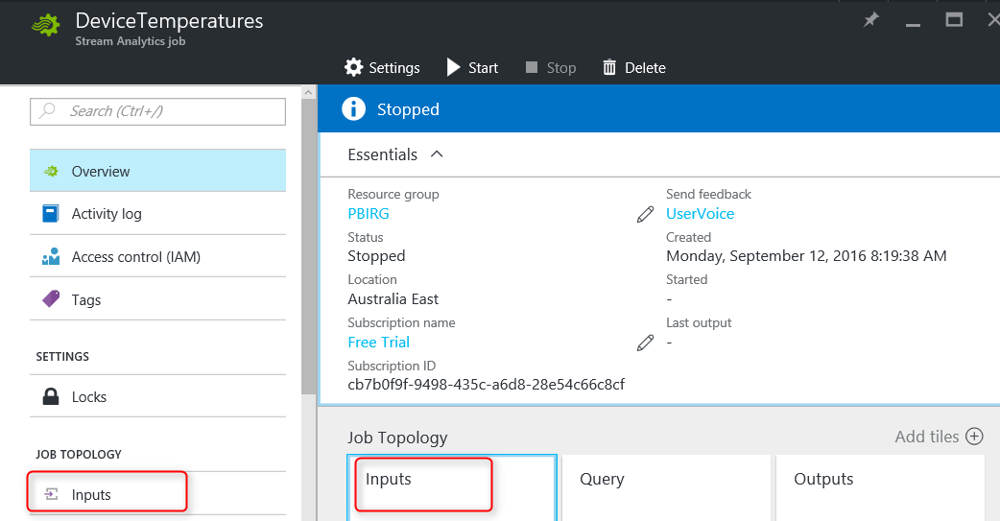 DeviceTemperatures
Stream Analytics job
Settings Start Stop Delete
Search (Ctrl+/)
Overview
Activity log
Access control (IAM)
Tags
SETTINGS
Locks
JOB TOPOLOGY
Inputs
Stopped
Essentials
Resource group
PBIRG
Status
Stopped
Location
Australia East
Subscription name
Free Trial
Subscription ID
cb7b0f9f-9498-435c-a6d8-28e54c66c8cf
Send feedback
UserVoice
Created
Monday, September 12, 2016 8:19:38 AM
Started
-
Last output
-
Job Topology
Add tiles
Inputs
Query
Outputs